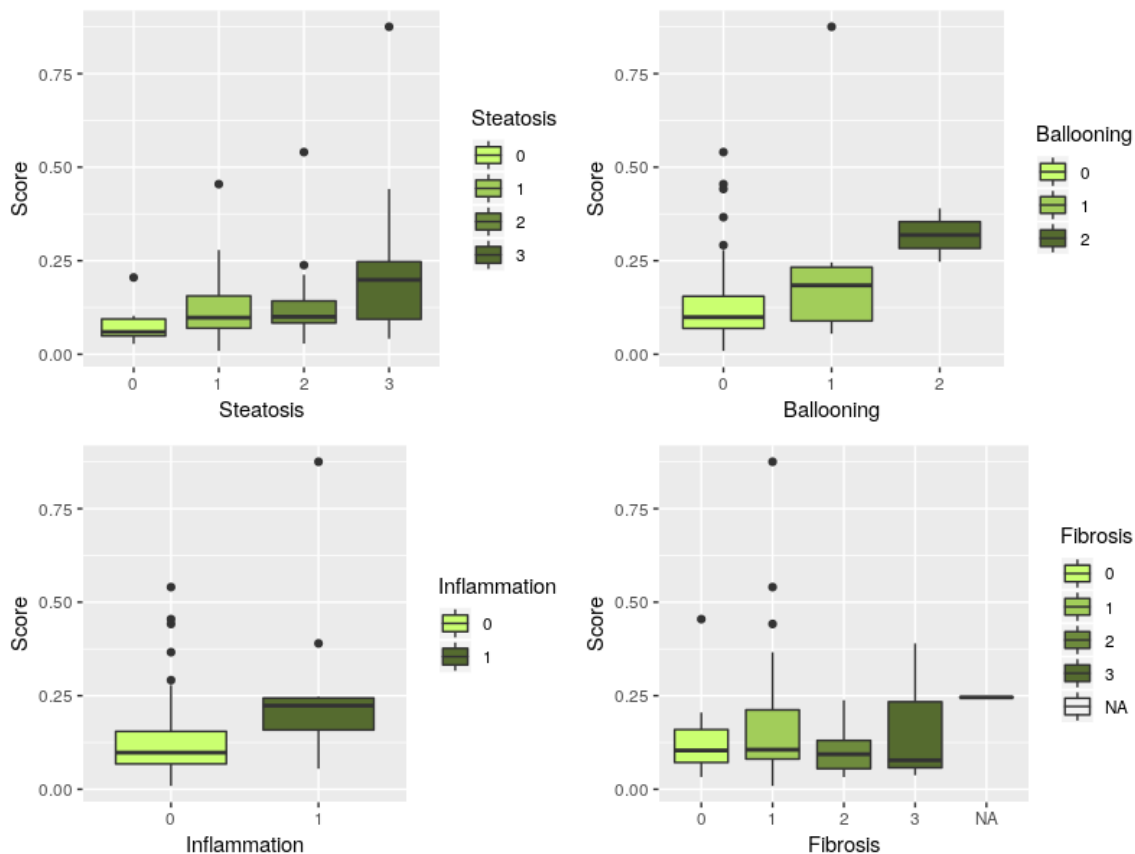 0.75
0.50
0.25
0.00
Score
0 1 2 3
Steatosis
Steatosis
0
1
2
3
0.75
0.50
0.25
0.00
Score
0 1 2
Ballooning
Ballooning
0
1
2
0.75
0.50
0.25
0.00
Score
0 1
Inflammation
Inflammation
0
1
0.75
0.50
0.25
0.00
Score
0 1 2 3 NA
Fibrosis
Fibrosis
0
1
2
3
NA